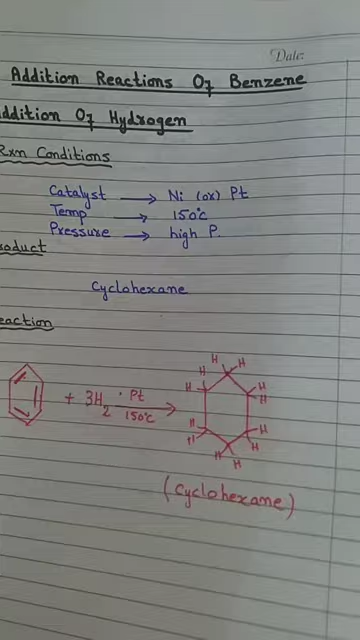 Date:
Addition Reactions Of Benzene
ddition Of Hydrogen
Rxn Conditions
Catalyst → Ni (or) Pt
Temp → 150°C
Pressure → high P.
roduct
Cyclohexane
eaction
+ 3H2 Pt 150°C →
H H H H H H H H H H H H
(Cyclohexane)